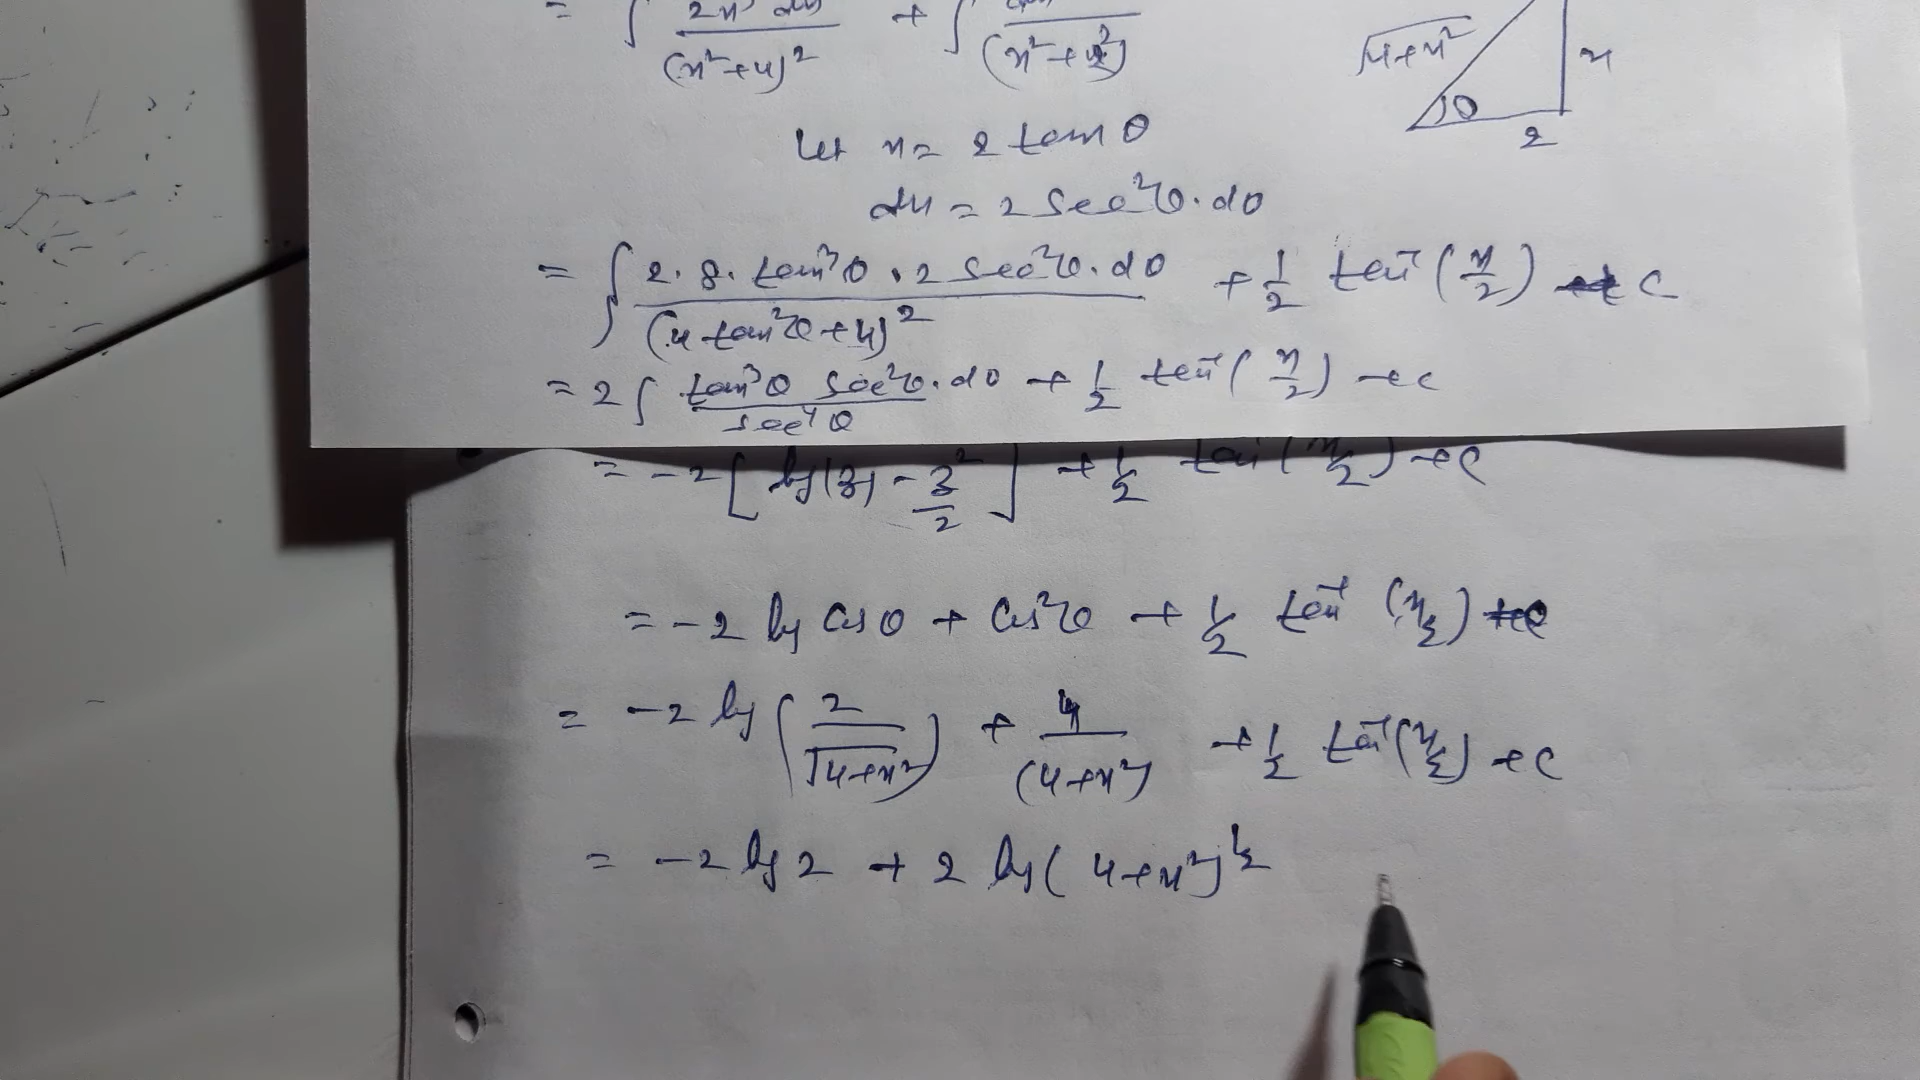 = ∫ 2x³ dx / (x²+4)² + ∫ dx / (x²+2²)
√4+x² x θ 2
Let x = 2 tan θ
dx = 2 sec²θ · dθ
= ∫ 2·8·tan³θ · 2 sec²θ · dθ / (4 tan²θ + 4)² + 1/2 tan⁻¹(x/2) + c
= 2 ∫ tan³θ sec²θ · dθ / sec⁴θ + 1/2 tan⁻¹(x/2) + c
= -2 [ log(z) - z²/2 ] + 1/2 tan⁻¹(x/2) + c
= -2 log cos θ + cos²θ + 1/2 tan⁻¹(x/2) + c
= -2 log (2/√4+x²) + 4/(4+x²) + 1/2 tan⁻¹(x/2) + c
= -2 log 2 + 2 log(4+x²)^1/2